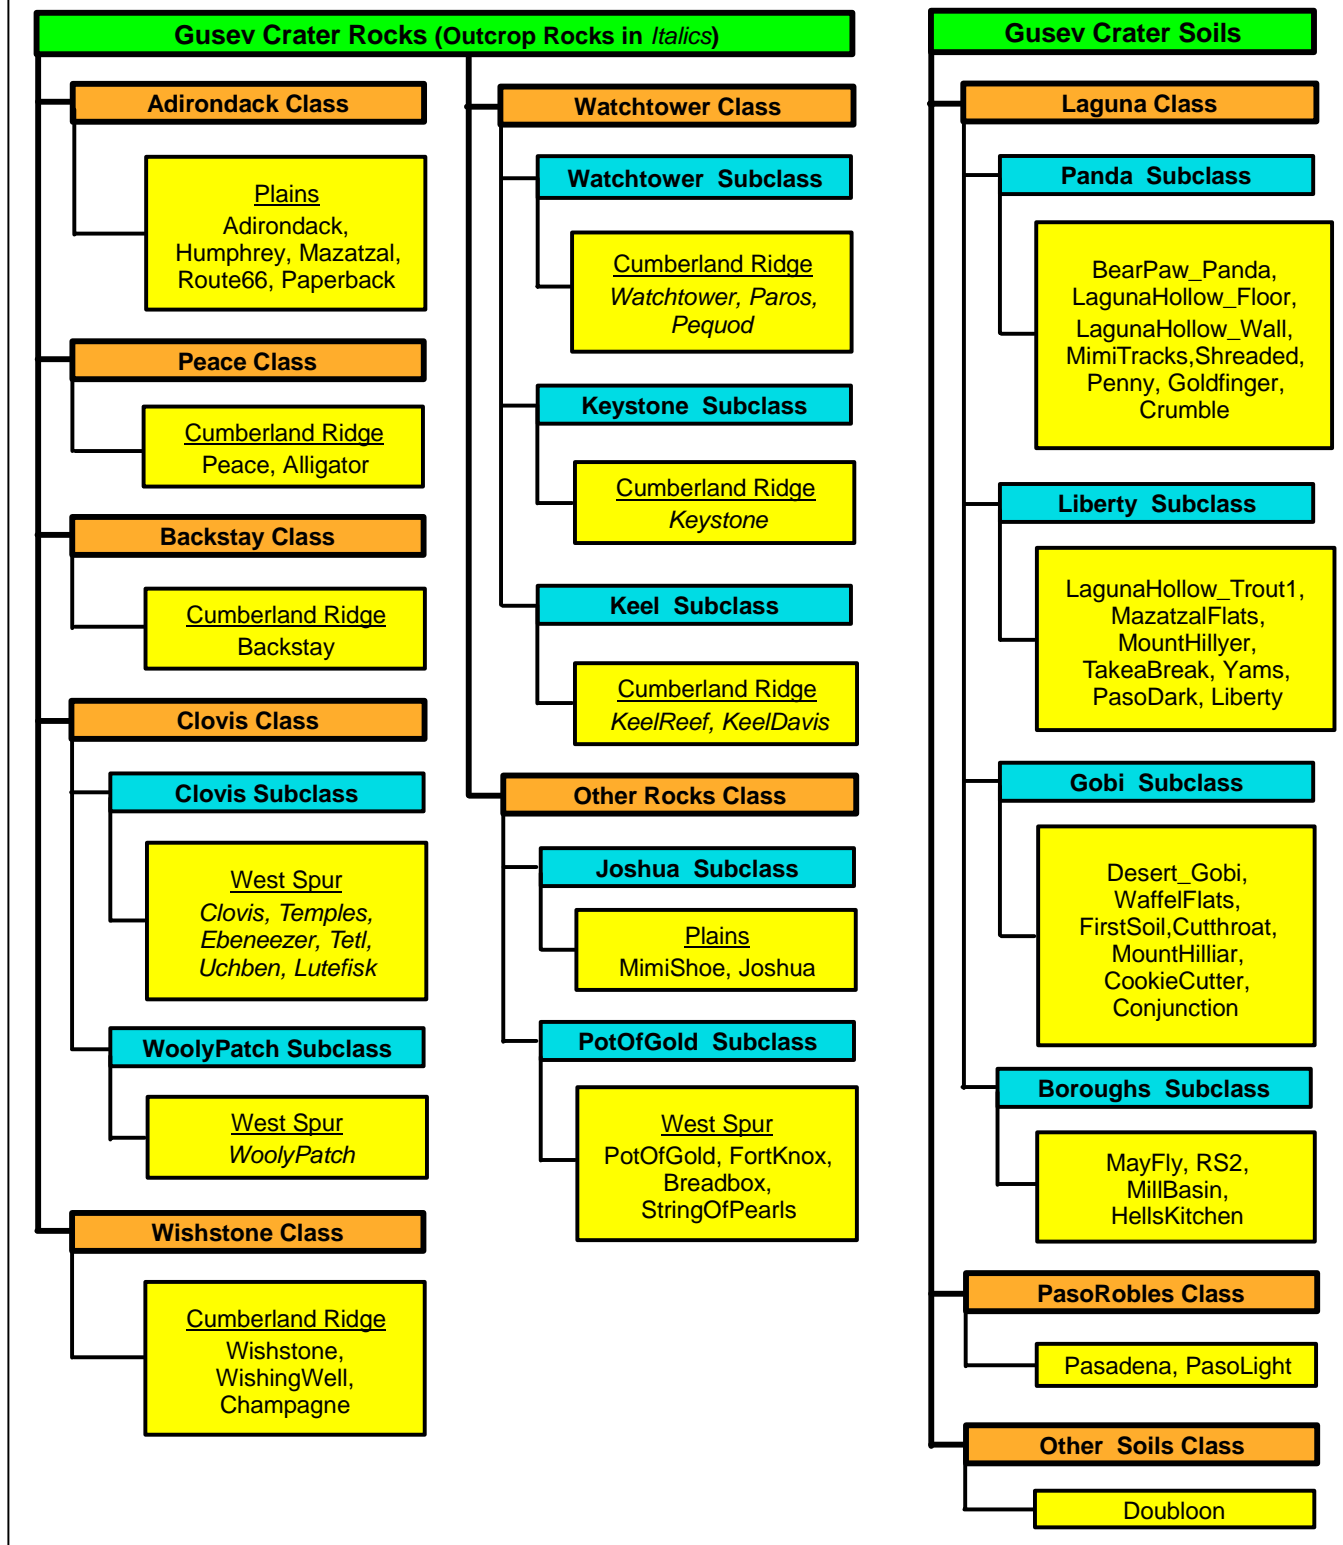 Gusev Crater Rocks (Outcrop Rocks in Italics)
Adirondack Class
Plains
Adirondack,
Humphrey, Mazatzal,
Route66, Paperback
Peace Class
Cumberland Ridge
Peace, Alligator
Backstay Class
Cumberland Ridge
Backstay
Clovis Class
Clovis Subclass
West Spur
Clovis, Temples,
Ebeneezer, Tetl,
Uchben, Lutefisk
WoolyPatch Subclass
West Spur
WoolyPatch
Wishstone Class
Cumberland Ridge
Wishstone,
WishingWell,
Champagne
Watchtower Class
Watchtower Subclass
Cumberland Ridge
Watchtower, Paros,
Pequod
Keystone Subclass
Cumberland Ridge
Keystone
Keel Subclass
Cumberland Ridge
KeelReef, KeelDavis
Other Rocks Class
Joshua Subclass
Plains
MimiShoe, Joshua
PotOfGold Subclass
West Spur
PotOfGold, FortKnox,
Breadbox,
StringOfPearls
Gusev Crater Soils
Laguna Class
Panda Subclass
BearPaw_Panda,
LagunaHollow_Floor,
LagunaHollow_Wall,
MimiTracks,Shreaded,
Penny, Goldfinger,
Crumble
Liberty Subclass
LagunaHollow_Trout1,
MazatzalFlats,
MountHillyer,
TakeaBreak, Yams,
PasoDark, Liberty
Gobi Subclass
Desert_Gobi,
WaffelFlats,
FirstSoil,Cutthroat,
MountHilliar,
CookieCutter,
Conjunction
Boroughs Subclass
MayFly, RS2,
MillBasin,
HellsKitchen
PasoRobles Class
Pasadena, PasoLight
Other Soils Class
Doubloon